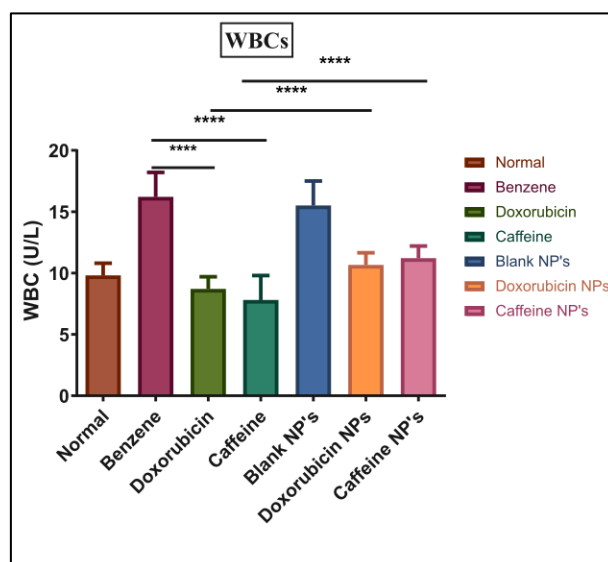 WBCs
****
****
****
****
20
15
10
5
0
WBC (U/L)
Normal
Benzene
Doxorubicin
Caffeine
Blank NP's
Doxorubicin NPs
Caffeine NP's
Normal
Benzene
Doxorubicin
Caffeine
Blank NP's
Doxorubicin NPs
Caffeine NP's